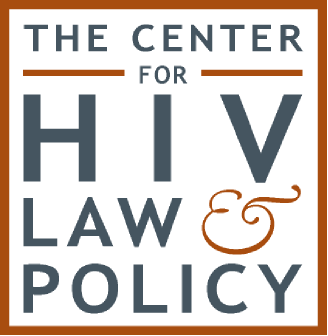 THE CENTER
FOR
HIV
LAW &
POLICY